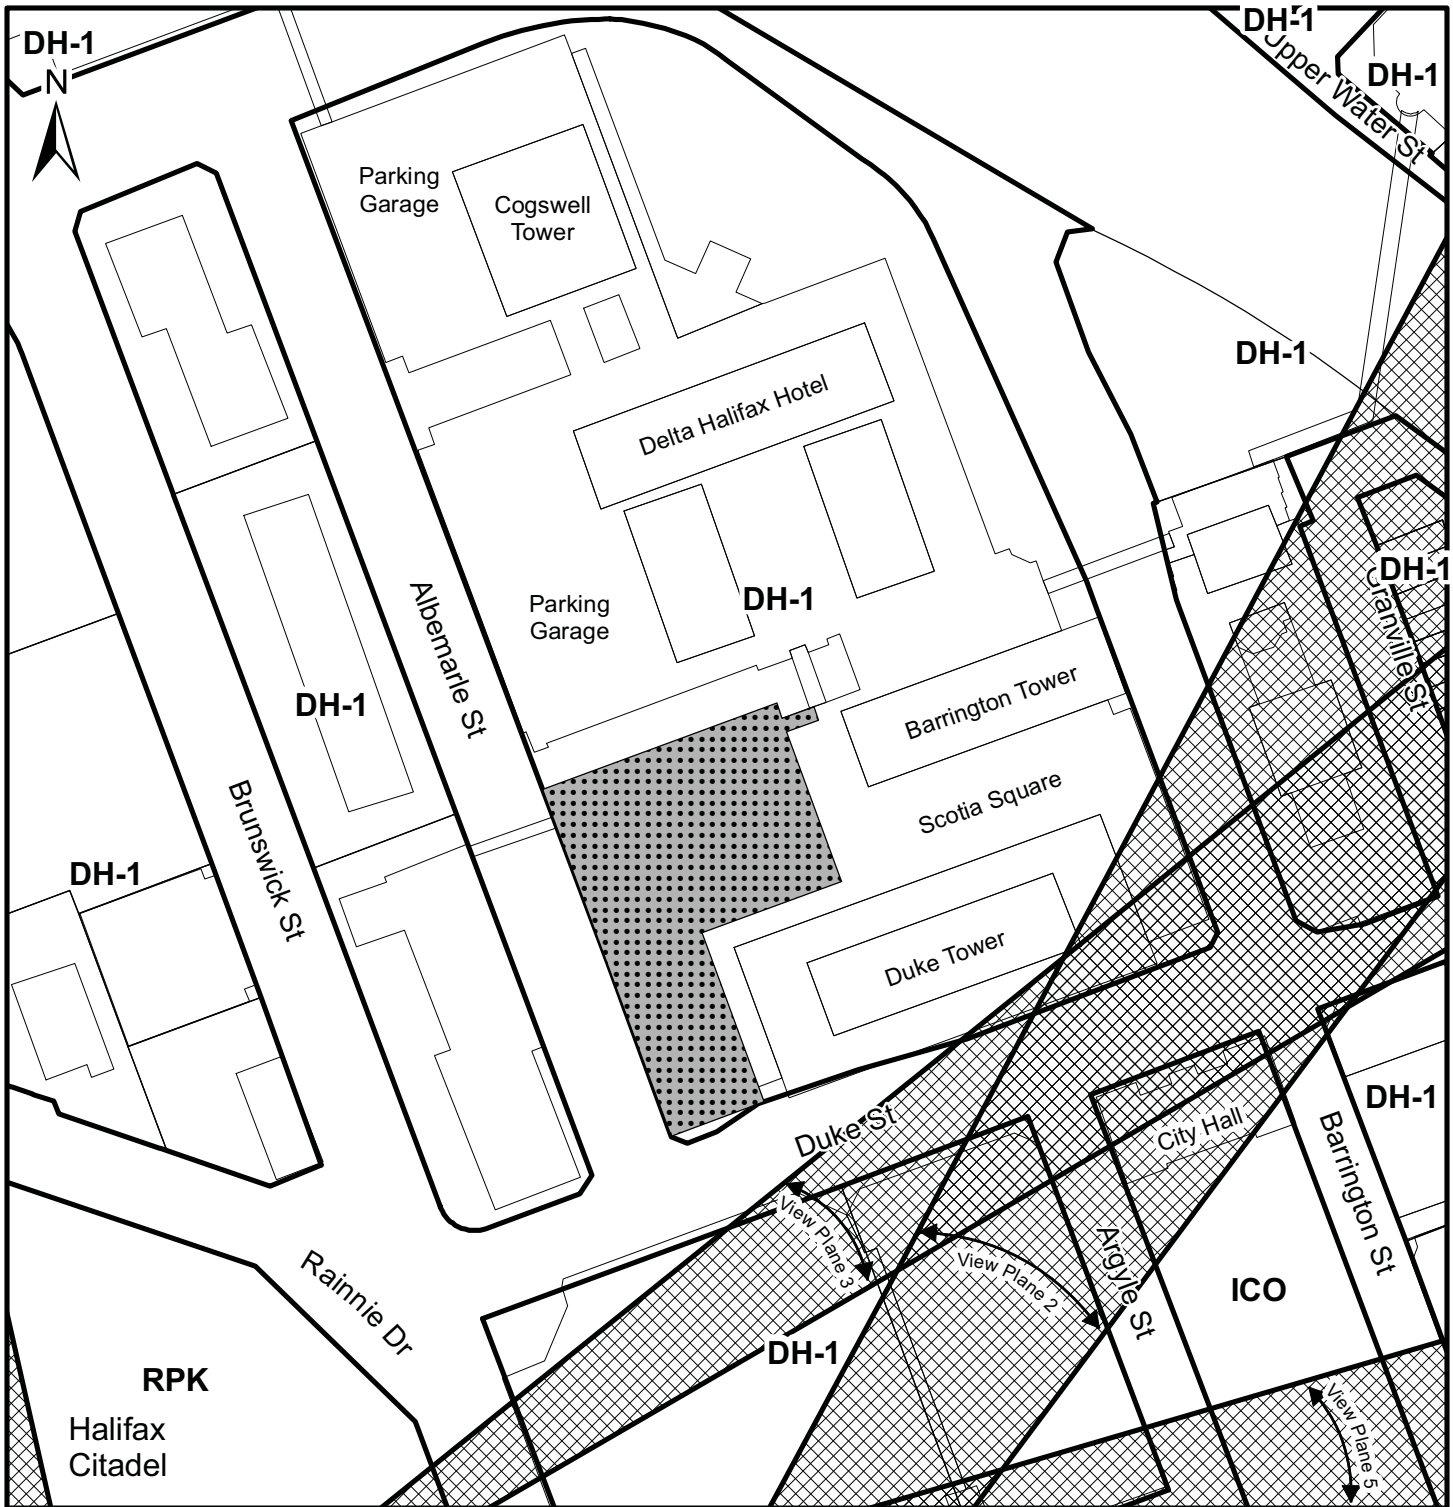 DH-1
DH-1
Upper Water St
DH-1
N
Parking
Garage
Cogswell
Tower
DH-1
Delta Halifax Hotel
DH-1
Granville St
Albemarle St
Parking
Garage
DH-1
DH-1
Barrington Tower
Brunswick St
Scotia Square
DH-1
Duke Tower
DH-1
Duke St
City Hall
Barrington St
View Plane 3
View Plane 2
Argyle St
Rainnie Dr
ICO
DH-1
RPK
Halifax
Citadel
View Plane 5